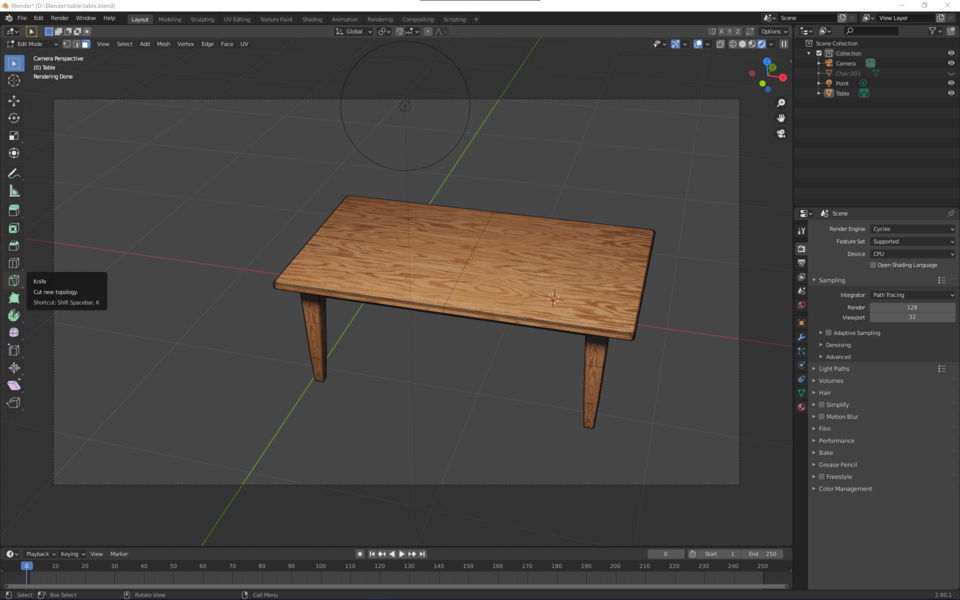 Blender* [D:\Blender\table\table.blend]
File Edit Render Window Help
Layout Modeling Sculpting UV Editing Texture Paint Shading Animation Rendering Compositing Scripting +
Scene
View Layer
Global
Options
Edit Mode
View Select Add Mesh Vertex Edge Face UV
X Y Z
Camera Perspective
(0) Table
Rendering Done
Knife
Cut new topology.
Shortcut: Shift Spacebar, K
Scene Collection
Collection
Camera
Chair.001
Point
Table
Scene
Render Engine Cycles
Feature Set Supported
Device CPU
Open Shading Language
Sampling
Integrator Path Tracing
Render 128
Viewport 32
Adaptive Sampling
Denoising
Advanced
Light Paths
Volumes
Hair
Simplify
Motion Blur
Film
Performance
Bake
Grease Pencil
Freestyle
Color Management
Playback Keying View Marker
0
Start 1
End 250
0 10 20 30 40 50 60 70 80 90 100 110 120 130 140 150 160 170 180 190 200 210 220 230 240 250
Select Box Select Rotate View Call Menu
2.90.1